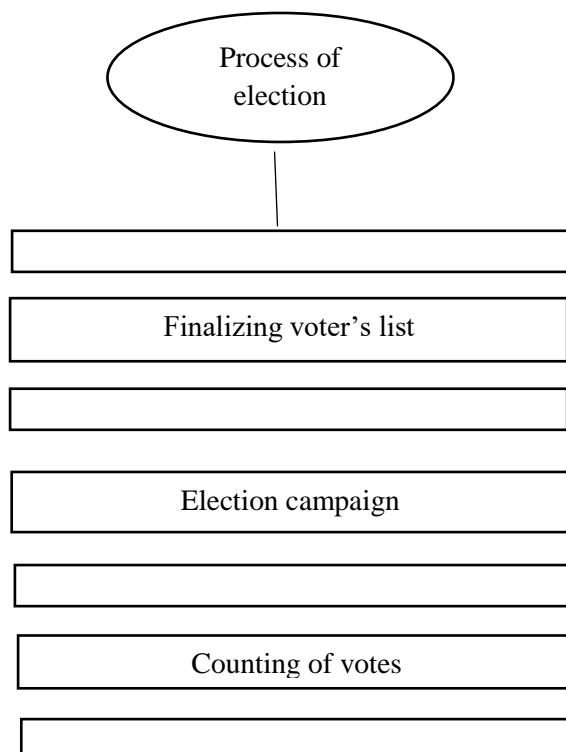 Process of
election
Finalizing voter’s list
Election campaign
Counting of votes